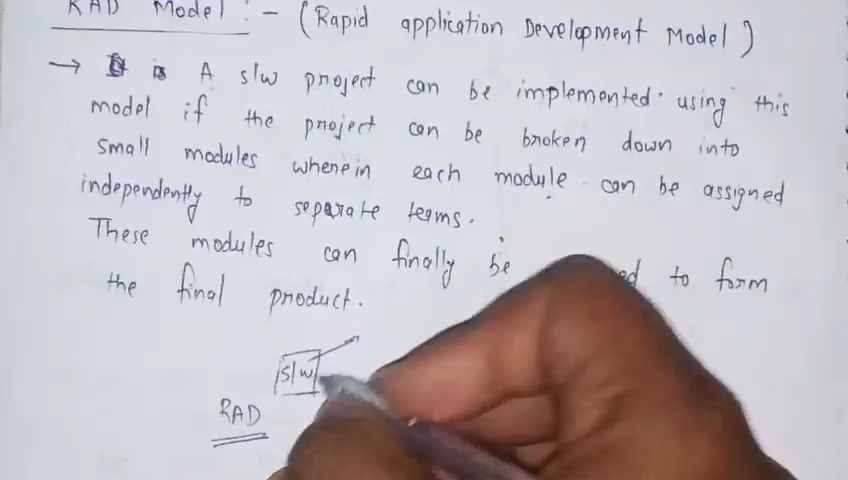 RAD Model :- (Rapid application Development Model)
→ A s/w project can be implemented using this
model if the project can be broken down into
small modules wherein each module can be assigned
independently to separate teams.
These modules can finally be to form
the final product.
s/w
RAD